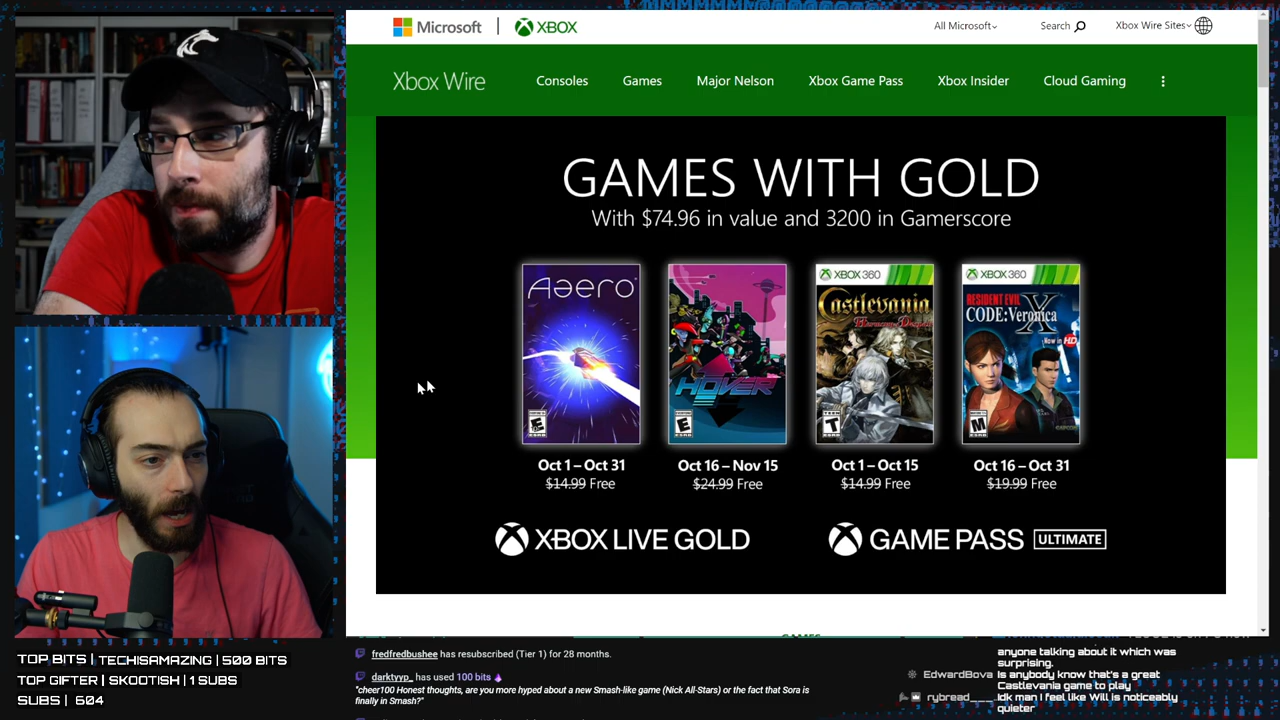 Microsoft | XBOX
All Microsoft
Search
Xbox Wire Sites
Xbox Wire
Consoles
Games
Major Nelson
Xbox Game Pass
Xbox Insider
Cloud Gaming
GAMES WITH GOLD
With $74.96 in value and 3200 in Gamerscore
Aaero
E
HOVER
E
XBOX 360
Castlevania
T
XBOX 360
RESIDENT EVIL
CODE:Veronica
X
Now in HD
M
CAPCOM
Oct 1 – Oct 31
$14.99 Free
Oct 16 – Nov 15
$24.99 Free
Oct 1 – Oct 15
$14.99 Free
Oct 16 – Oct 31
$19.99 Free
XBOX LIVE GOLD
GAME PASS ULTIMATE
TOP BITS | TECHISAMAZING | 500 BITS
TOP GIFTER | SKOOTISH | 1 SUBS
SUBS | 604
fredfredbushee has resubscribed (Tier 1) for 28 months.
darktyyp_ has used 100 bits
"cheer100 Honest thoughts, are you more hyped about a new Smash-like game (Nick All-Stars) or the fact that Sora is
finally in Smash?"
anyone talking about it which was
surprising.
EdwardBova Is anybody know that's a great
Castlevania game to play
rybread___ Idk man I feel like Will is noticeably
quieter